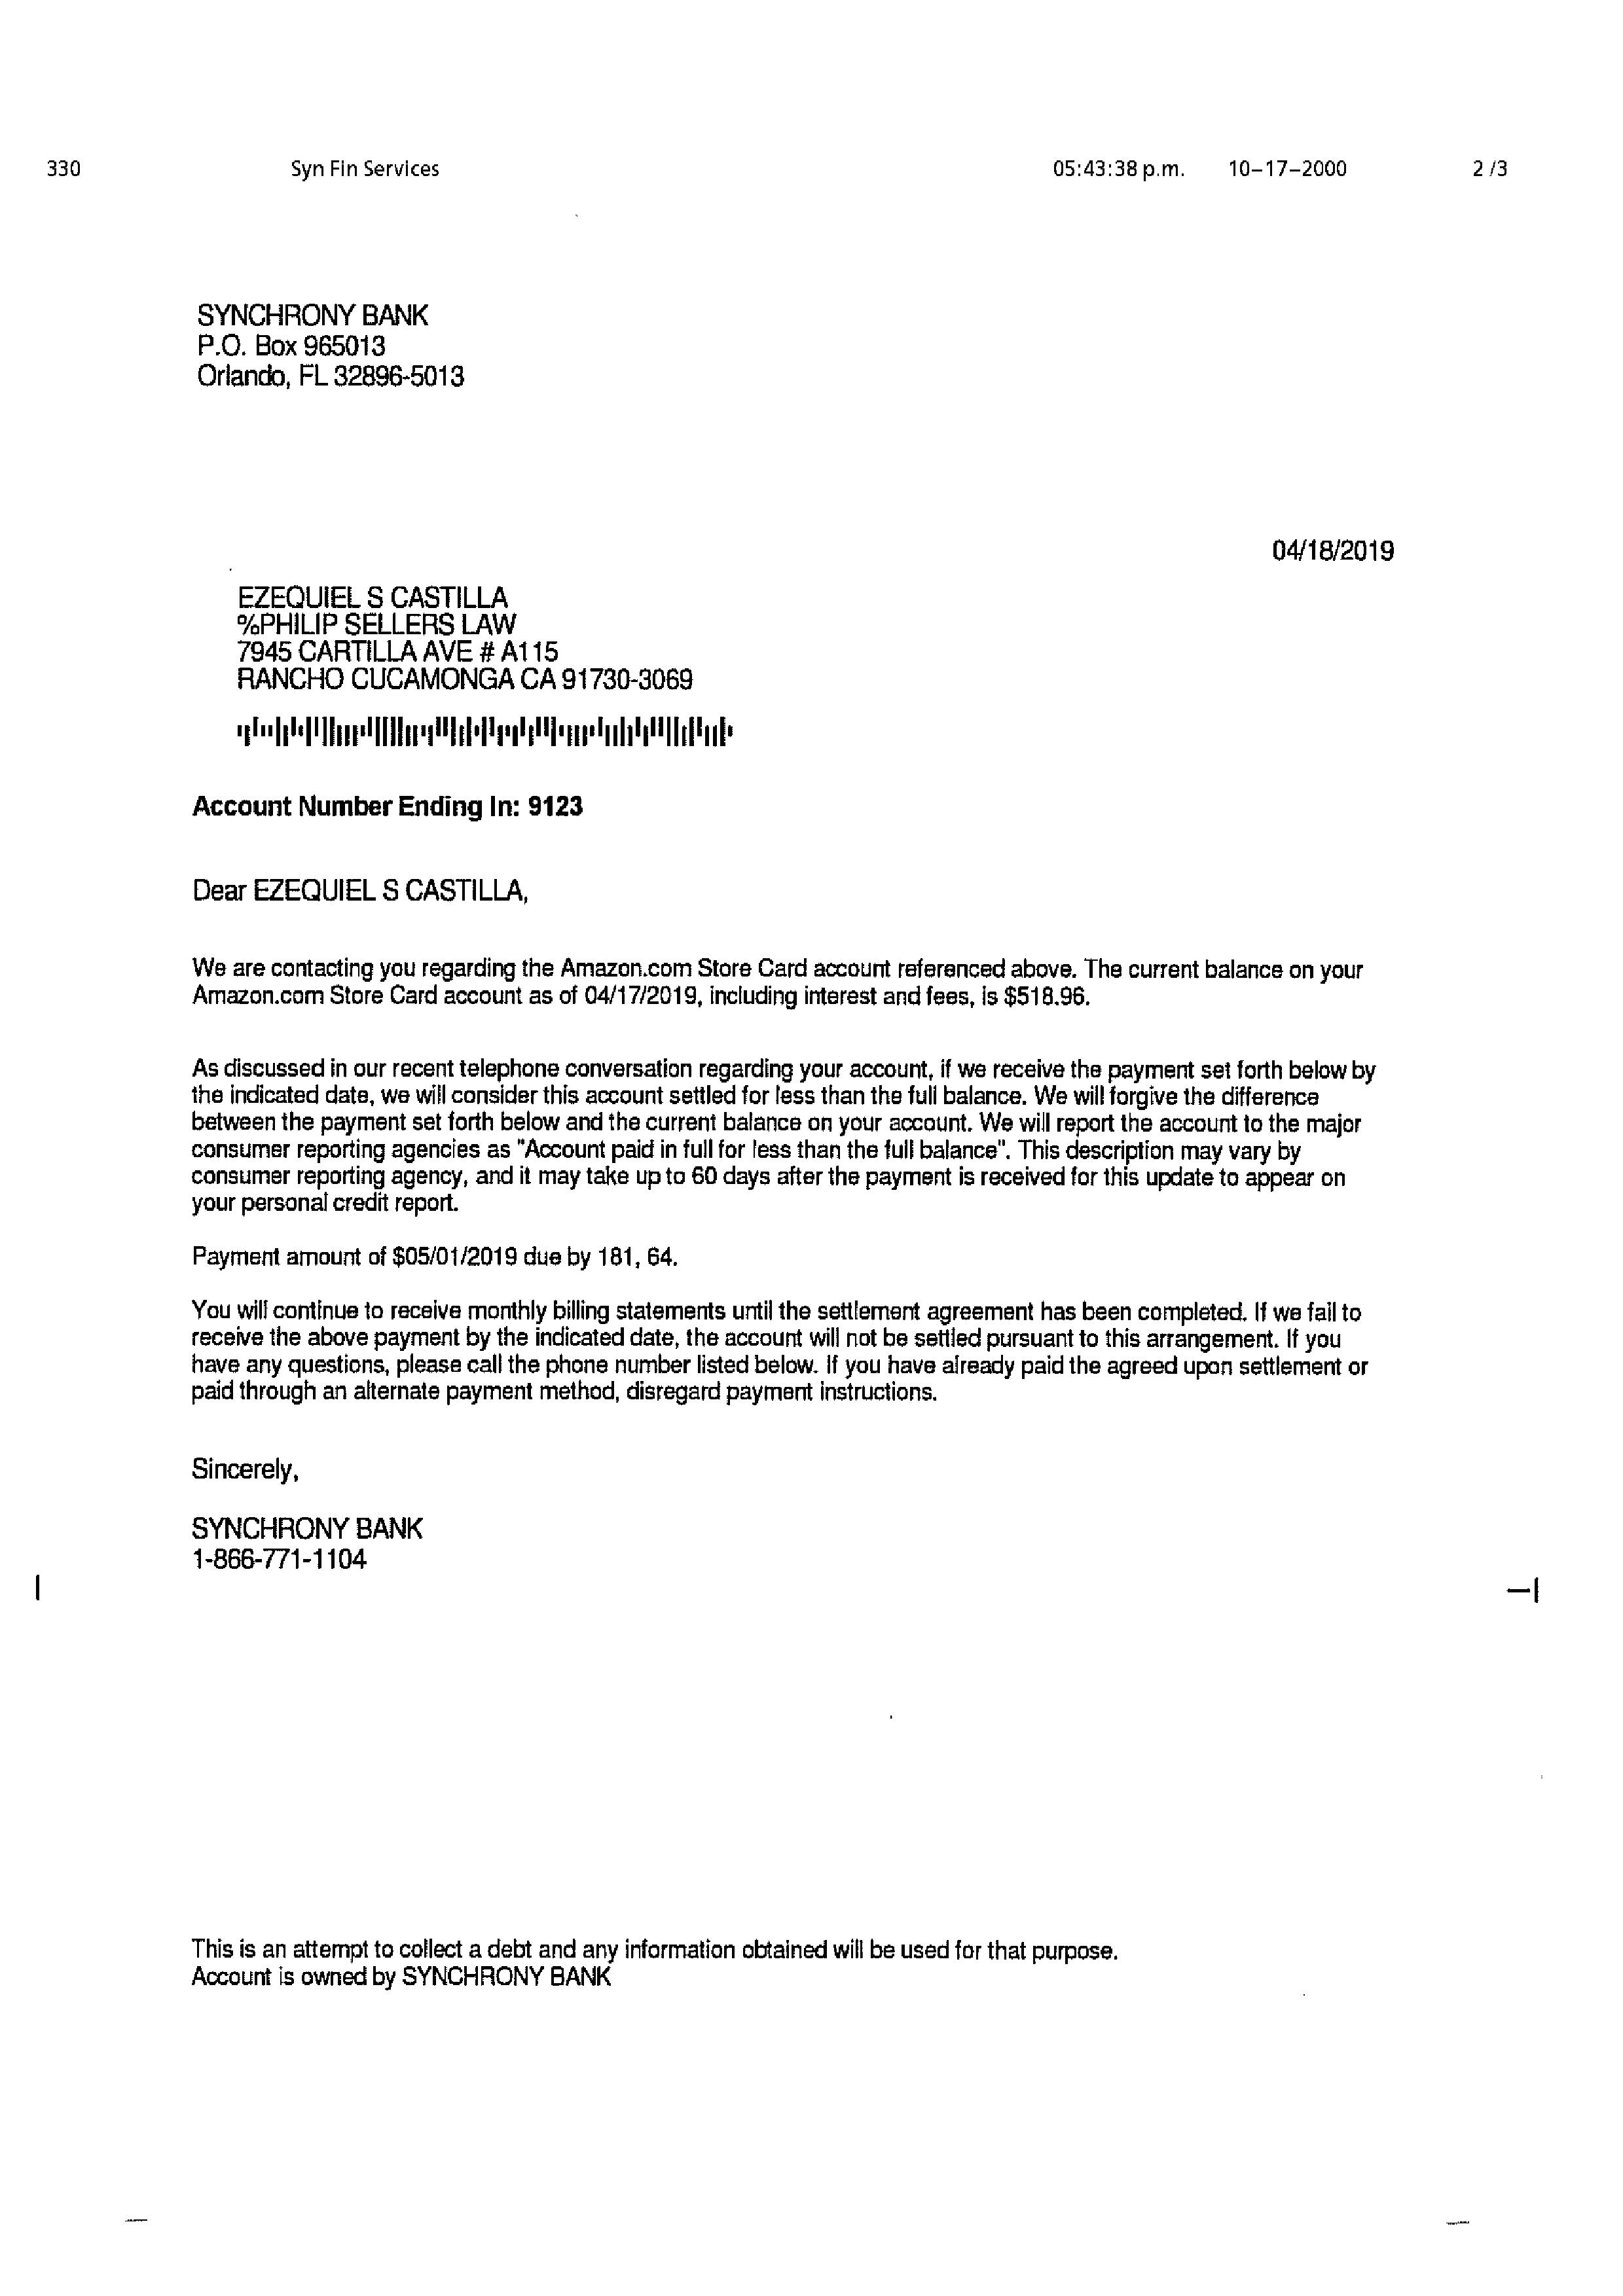 330 Syn Fin Services 05:43:38 p.m. 10-17-2000 2 /3
SYNCHRONY BANK
P.O. Box 965013
Orlando, FL 32896-5013
04/18/2019
EZEQUIEL S CASTILLA
%PHILIP SELLERS LAW
7945 CARTILLA AVE # A115
RANCHO CUCAMONGA CA 91730-3069
Account Number Ending In: 9123
Dear EZEQUIEL S CASTILLA,
We are contacting you regarding the Amazon.com Store Card account referenced above. The current balance on your
Amazon.com Store Card account as of 04/17/2019, including interest and fees, is $518.96.
As discussed in our recent telephone conversation regarding your account, if we receive the payment set forth below by
the indicated date, we will consider this account settled for less than the full balance. We will forgive the difference
between the payment set forth below and the current balance on your account. We will report the account to the major
consumer reporting agencies as "Account paid in full for less than the full balance". This description may vary by
consumer reporting agency, and it may take up to 60 days after the payment is received for this update to appear on
your personal credit report.
Payment amount of $05/01/2019 due by 181, 64.
You will continue to receive monthly billing statements until the settlement agreement has been completed. If we fail to
receive the above payment by the indicated date, the account will not be settled pursuant to this arrangement. If you
have any questions, please call the phone number listed below. If you have already paid the agreed upon settlement or
paid through an alternate payment method, disregard payment instructions.
Sincerely,
SYNCHRONY BANK
1-866-771-1104
This is an attempt to collect a debt and any information obtained will be used for that purpose.
Account is owned by SYNCHRONY BANK